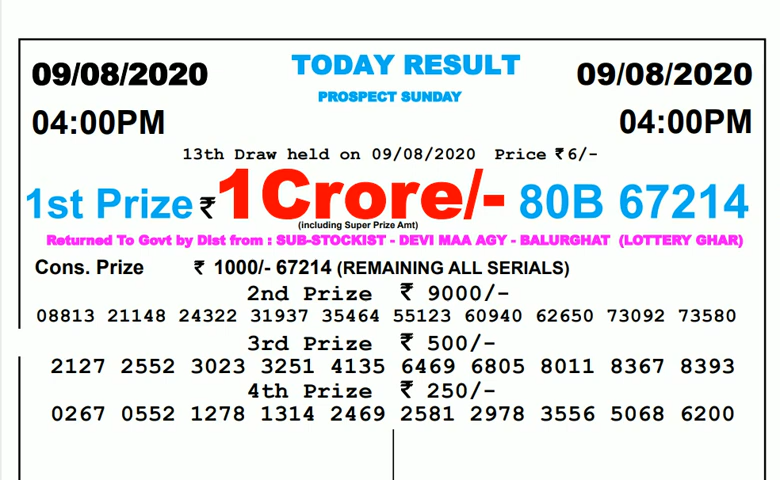 09/08/2020 TODAY RESULT 09/08/2020
PROSPECT SUNDAY
04:00PM 04:00PM
13th Draw held on 09/08/2020 Price ₹6/-
1st Prize ₹ 1Crore/- 80B 67214
(including Super Prize Amt)
Returned To Govt by Dist from : SUB-STOCKIST - DEVI MAA AGY - BALURGHAT (LOTTERY GHAR)
Cons. Prize ₹ 1000/- 67214 (REMAINING ALL SERIALS)
2nd Prize ₹ 9000/-
08813 21148 24322 31937 35464 55123 60940 62650 73092 73580
3rd Prize ₹ 500/-
2127 2552 3023 3251 4135 6469 6805 8011 8367 8393
4th Prize ₹ 250/-
0267 0552 1278 1314 2469 2581 2978 3556 5068 6200